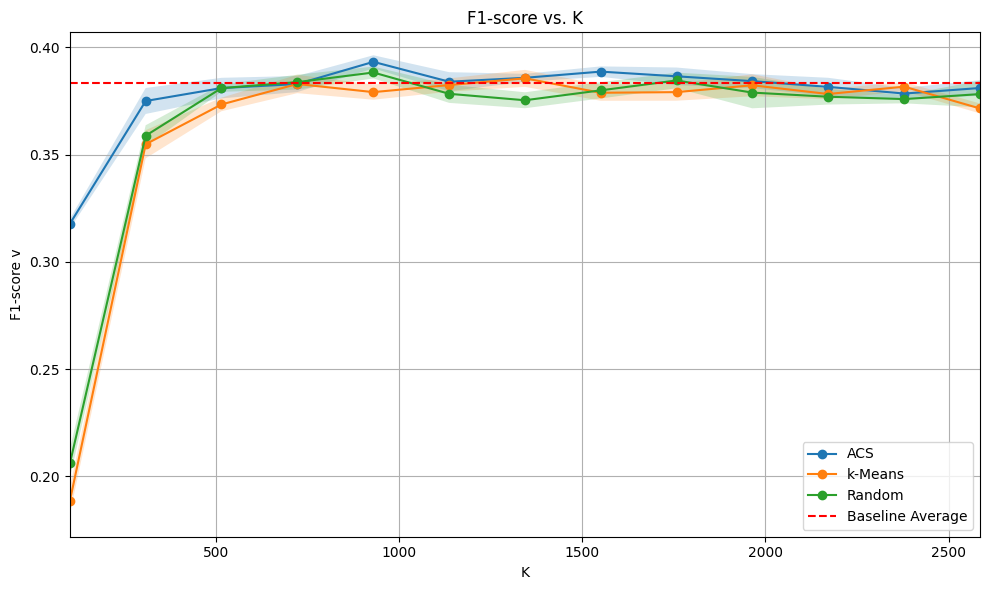 F1-score vs. K
0.40
0.35
0.30
0.25
0.20
F1-score v
500
1000
1500
2000
2500
K
ACS
k-Means
Random
Baseline Average